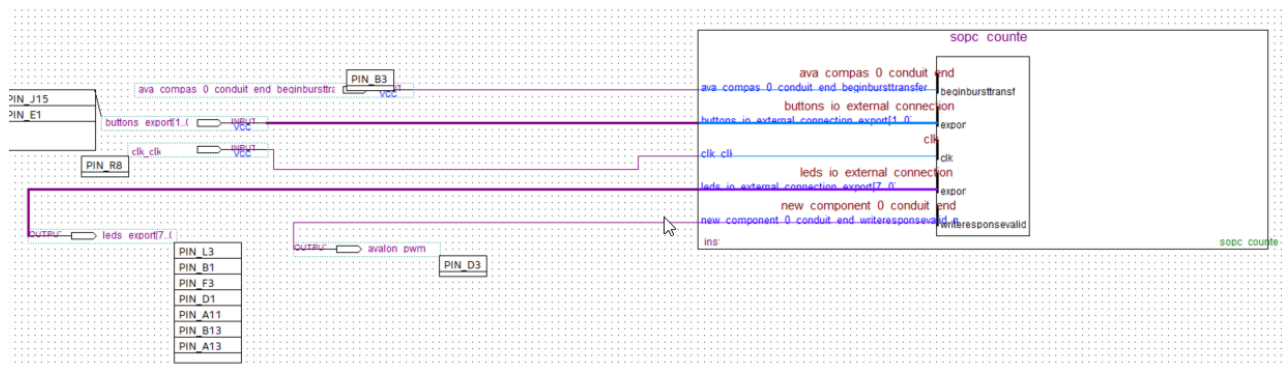 sopc counte
PIN_B3
ava compas 0 conduit end
ava compas 0 conduit end beginbursttra
VCC
ava compas 0 conduit end beginbursttransfer
beginbursttransf
PIN_J15
PIN_E1
buttons io external connection
buttons export[1..(
INPUT
VCC
buttons io external connection export[1 0]
expor
clk
clk_clk
INPUT
VCC
clk clk
clk
PIN_R8
leds io external connection
leds io external connection export[7 0]
expor
new component 0 conduit end
new component 0 conduit end writeresponsevalid n
writeresponsevalid
OUTPUT
leds export[7..(
OUTPUT
avalon pwm
ins
sopc counte
PIN_L3
PIN_D3
PIN_B1
PIN_F3
PIN_D1
PIN_A11
PIN_B13
PIN_A13